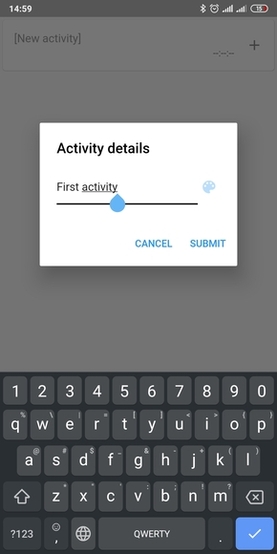 14:59
15
[New activity]
--:--:--
+
Activity details
First activity
CANCEL
SUBMIT
1 2 3 4 5 6 7 8 9 0
q w e r t y u i o p
% \ | = [ ] < > { }
a s d f g h j k l
@ # $ _ & - + ( )
z x c v b n m
* " ' : ; ! ?
?123 , QWERTY .